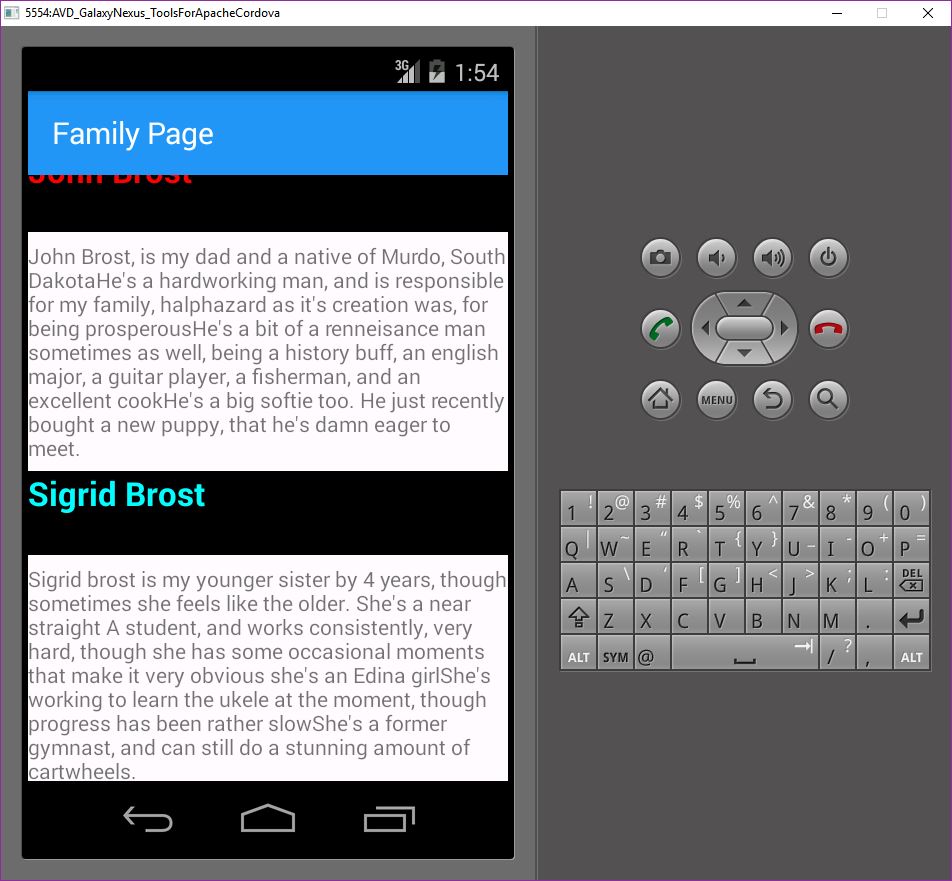 5554:AVD_GalaxyNexus_ToolsForApacheCordova
3G 1:54
Family Page
John Brost
John Brost, is my dad and a native of Murdo, South
DakotaHe's a hardworking man, and is responsible
for my family, halphazard as it's creation was, for
being prosperousHe's a bit of a renneisance man
sometimes as well, being a history buff, an english
major, a guitar player, a fisherman, and an
excellent cookHe's a big softie too. He just recently
bought a new puppy, that he's damn eager to
meet.
Sigrid Brost
Sigrid brost is my younger sister by 4 years, though
sometimes she feels like the older. She's a near
straight A student, and works consistently, very
hard, though she has some occasional moments
that make it very obvious she's an Edina girlShe's
working to learn the ukele at the moment, though
progress has been rather slowShe's a former
gymnast, and can still do a stunning amount of
cartwheels.
MENU
1 ! 2 @ 3 # 4 $ 5 % 6 ^ 7 & 8 * 9 ( 0 )
Q | W ~ E “ R ` T { Y } U _ I - O + P =
A S \ D ‘ F [ G ] H < J > K ; L : DEL
Z X C V B N M .
ALT SYM @ / ? , ALT